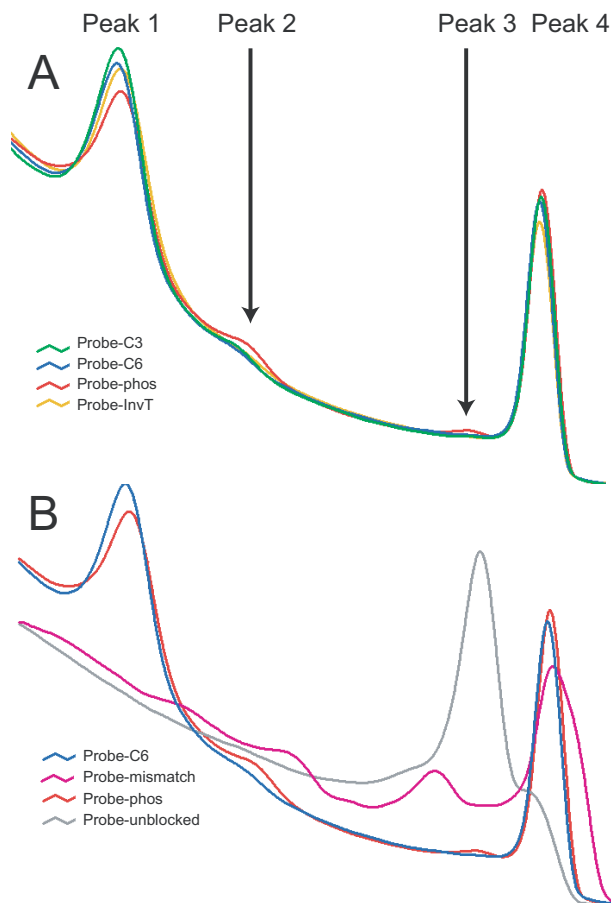 Peak 1 Peak 2 Peak 3 Peak 4
A
Probe-C3
Probe-C6
Probe-phos
Probe-InvT
B
Probe-C6
Probe-mismatch
Probe-phos
Probe-unblocked